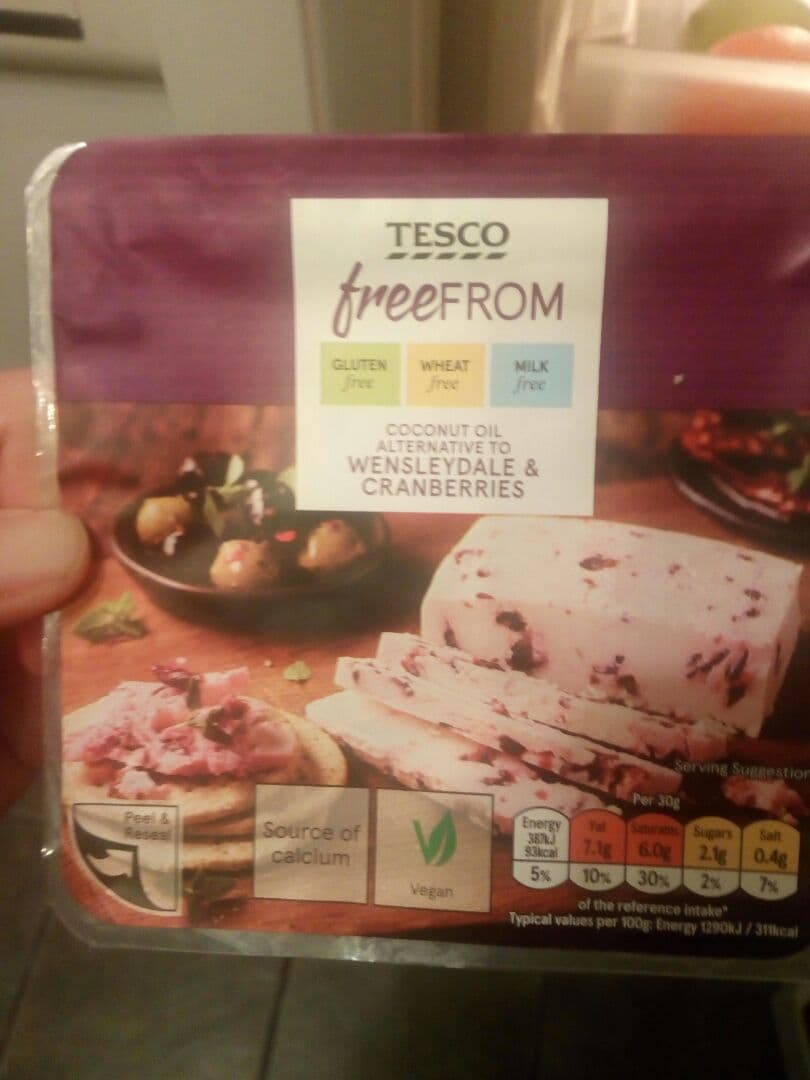 TESCO
freeFROM
GLUTEN free
WHEAT free
MILK free
COCONUT OIL
ALTERNATIVE TO
WENSLEYDALE &
CRANBERRIES
Serving Suggestion
Peel &
Reseal
Source of
calcium
Vegan
Per 30g
Energy 387kJ 93kcal 5%
Fat 7.1g 10%
Saturates 6.0g 30%
Sugars 2.1g 2%
Salt 0.4g 7%
of the reference intake*
Typical values per 100g: Energy 1290kJ / 311kcal